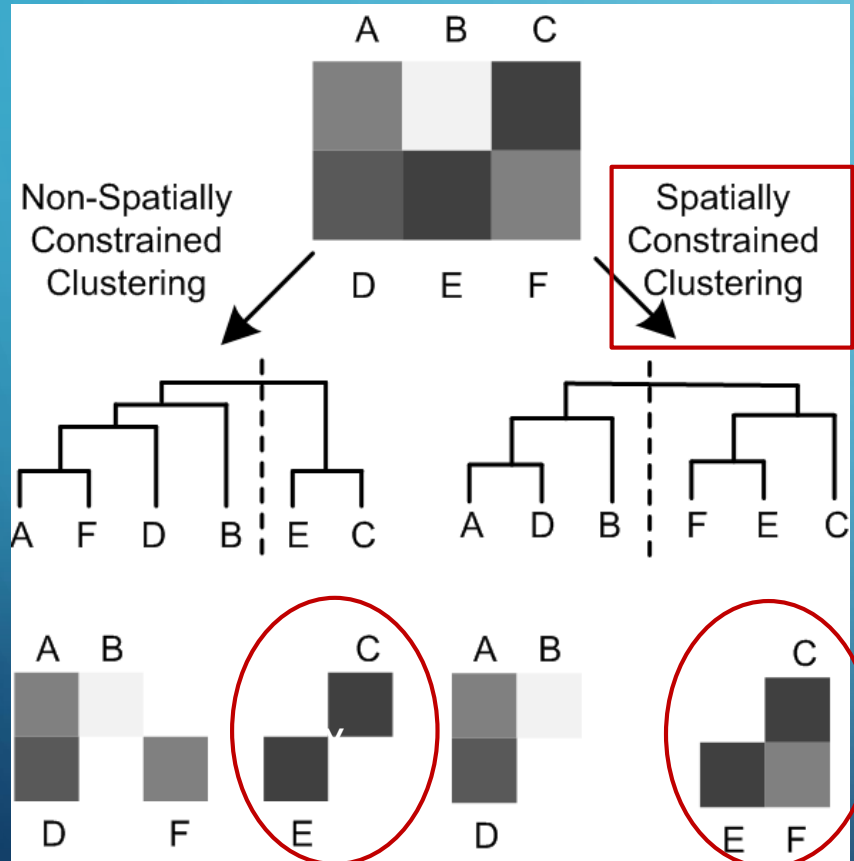 A B C
Non-Spatially
Constrained
Clustering
Spatially
Constrained
Clustering
D E F
A F D B E C
A D B F E C
A B C A B C
D F E D E F